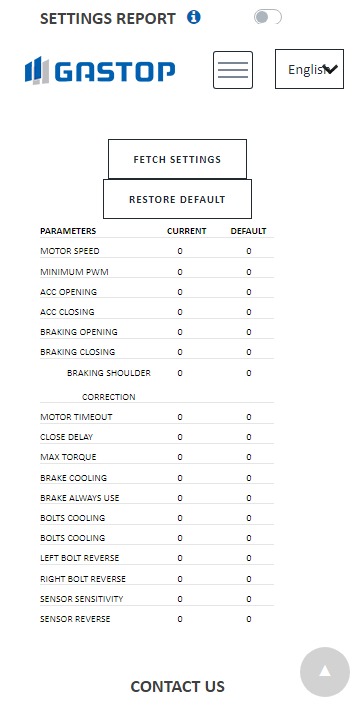 SETTINGS REPORT
GASTOP
English
FETCH SETTINGS
RESTORE DEFAULT
PARAMETERS CURRENT DEFAULT
MOTOR SPEED 0 0
MINIMUM PWM 0 0
ACC OPENING 0 0
ACC CLOSING 0 0
BRAKING OPENING 0 0
BRAKING CLOSING 0 0
BRAKING SHOULDER 0 0
CORRECTION
MOTOR TIMEOUT 0 0
CLOSE DELAY 0 0
MAX TORQUE 0 0
BRAKE COOLING 0 0
BRAKE ALWAYS USE 0 0
BOLTS COOLING 0 0
BOLTS COOLING 0 0
LEFT BOLT REVERSE 0 0
RIGHT BOLT REVERSE 0 0
SENSOR SENSITIVITY 0 0
SENSOR REVERSE 0 0
CONTACT US